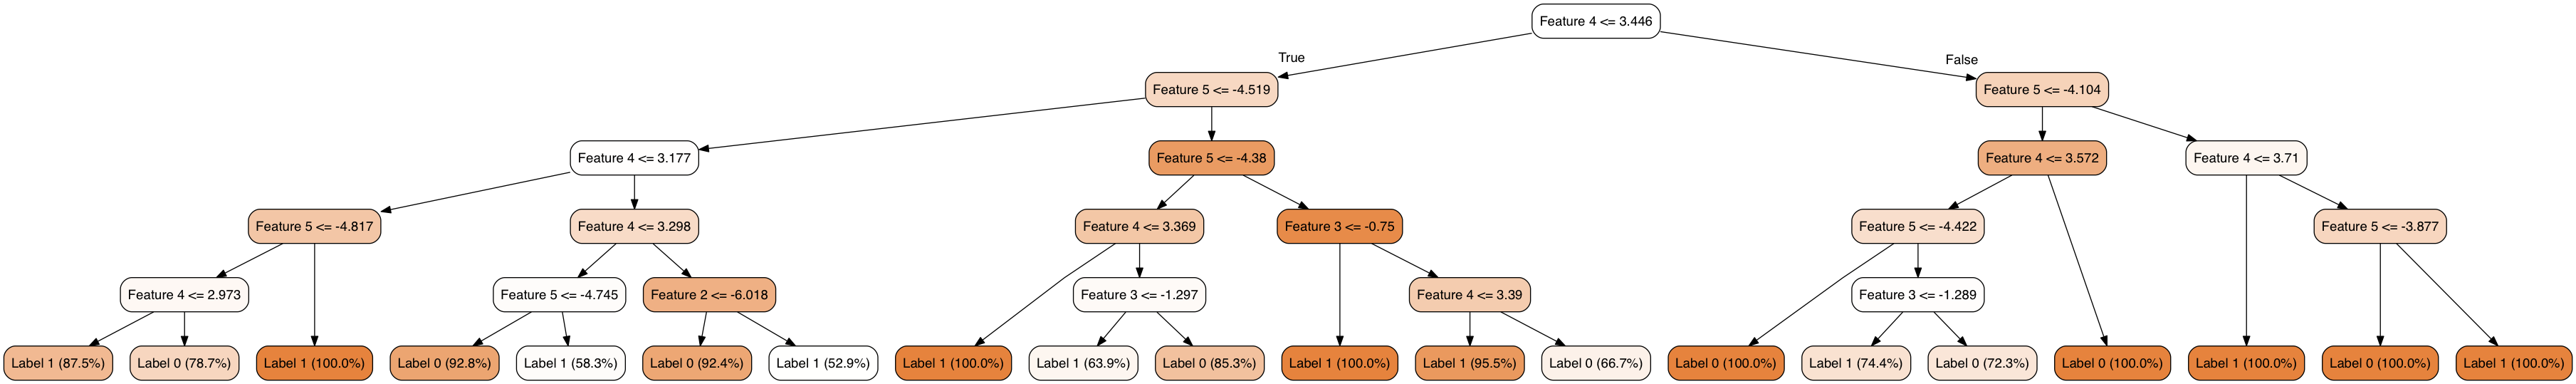 Feature 4 <= 3.446
True
False
Feature 5 <= -4.519
Feature 5 <= -4.104
Feature 4 <= 3.177
Feature 5 <= -4.38
Feature 4 <= 3.572
Feature 4 <= 3.71
Feature 5 <= -4.817
Feature 4 <= 3.298
Feature 4 <= 3.369
Feature 3 <= -0.75
Feature 5 <= -4.422
Feature 5 <= -3.877
Feature 4 <= 2.973
Feature 5 <= -4.745
Feature 2 <= -6.018
Feature 3 <= -1.297
Feature 4 <= 3.39
Feature 3 <= -1.289
Label 1 (87.5%)
Label 0 (78.7%)
Label 1 (100.0%)
Label 0 (92.8%)
Label 1 (58.3%)
Label 0 (92.4%)
Label 1 (52.9%)
Label 1 (100.0%)
Label 1 (63.9%)
Label 0 (85.3%)
Label 1 (100.0%)
Label 1 (95.5%)
Label 0 (66.7%)
Label 0 (100.0%)
Label 1 (74.4%)
Label 0 (72.3%)
Label 0 (100.0%)
Label 1 (100.0%)
Label 0 (100.0%)
Label 1 (100.0%)